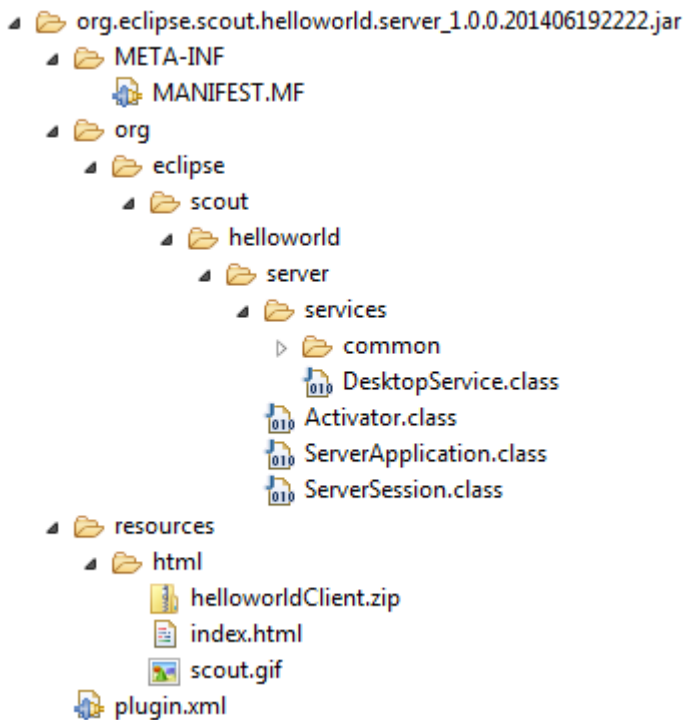 org.eclipse.scout.helloworld.server_1.0.0.201406192222.jar
META-INF
MANIFEST.MF
org
eclipse
scout
helloworld
server
services
common
DesktopService.class
Activator.class
ServerApplication.class
ServerSession.class
resources
html
helloworldClient.zip
index.html
scout.gif
plugin.xml